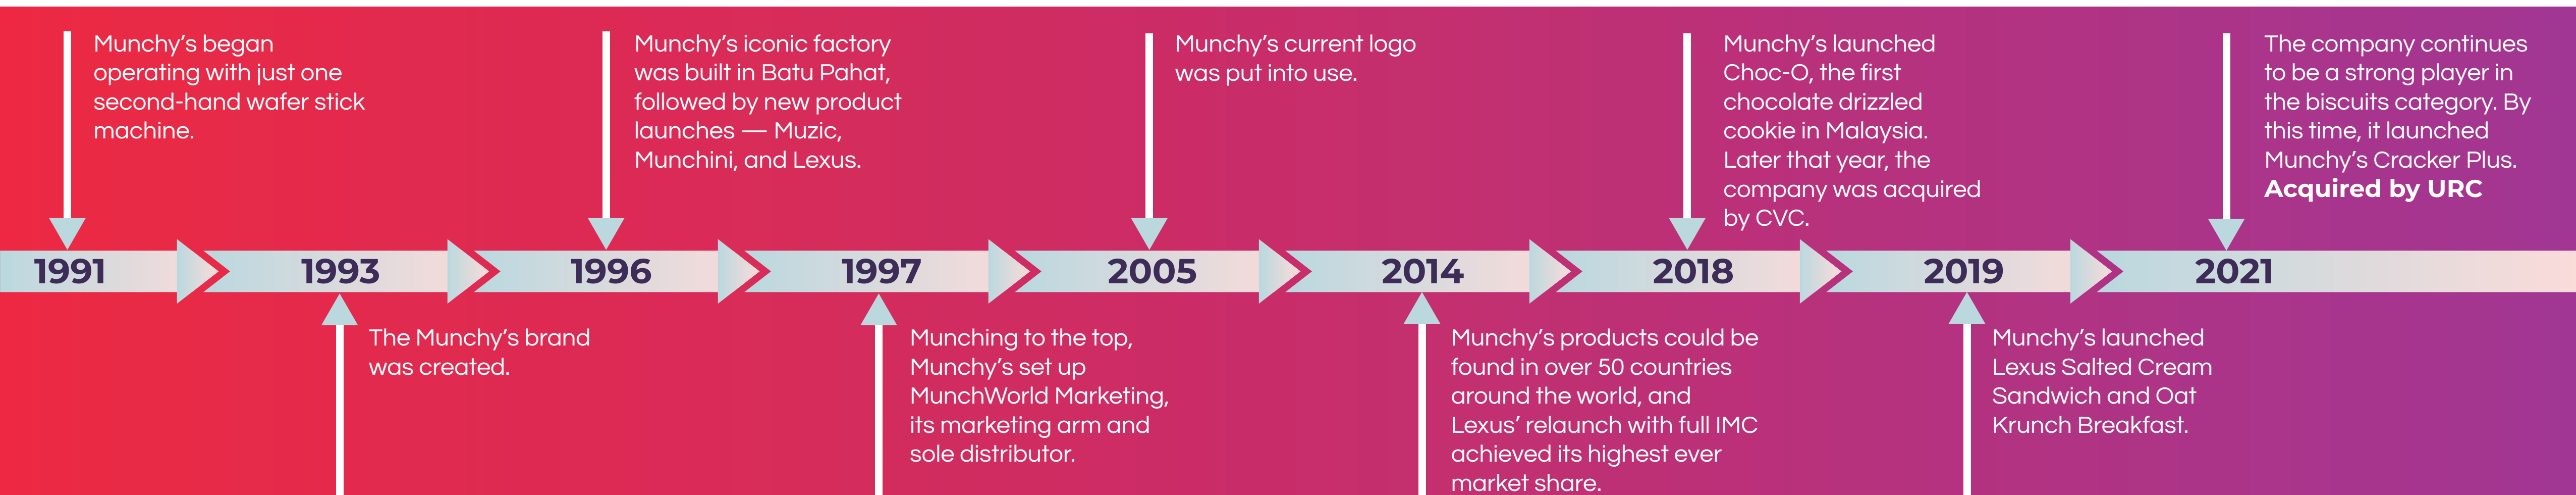 Munchy's began
operating with just one
second-hand wafer stick
machine.
Munchy's iconic factory
was built in Batu Pahat,
followed by new product
launches — Muzic,
Munchini, and Lexus.
Munchy's current logo
was put into use.
Munchy's launched
Choc-O, the first
chocolate drizzled
cookie in Malaysia.
Later that year, the
company was acquired
by CVC.
The company continues
to be a strong player in
the biscuits category. By
this time, it launched
Munchy's Cracker Plus.
Acquired by URC
1991
1993
1996
1997
2005
2014
2018
2019
2021
The Munchy's brand
was created.
Munching to the top,
Munchy's set up
MunchWorld Marketing,
its marketing arm and
sole distributor.
Munchy's products could be
found in over 50 countries
around the world, and
Lexus' relaunch with full IMC
achieved its highest ever
market share.
Munchy's launched
Lexus Salted Cream
Sandwich and Oat
Krunch Breakfast.